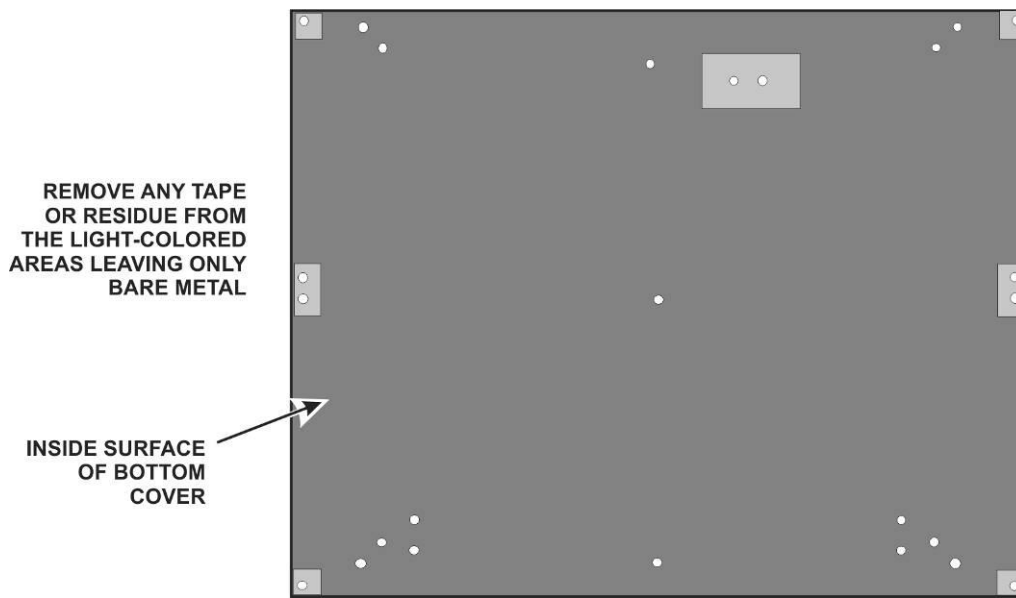 REMOVE ANY TAPE
OR RESIDUE FROM
THE LIGHT-COLORED
AREAS LEAVING ONLY
BARE METAL
INSIDE SURFACE
OF BOTTOM
COVER